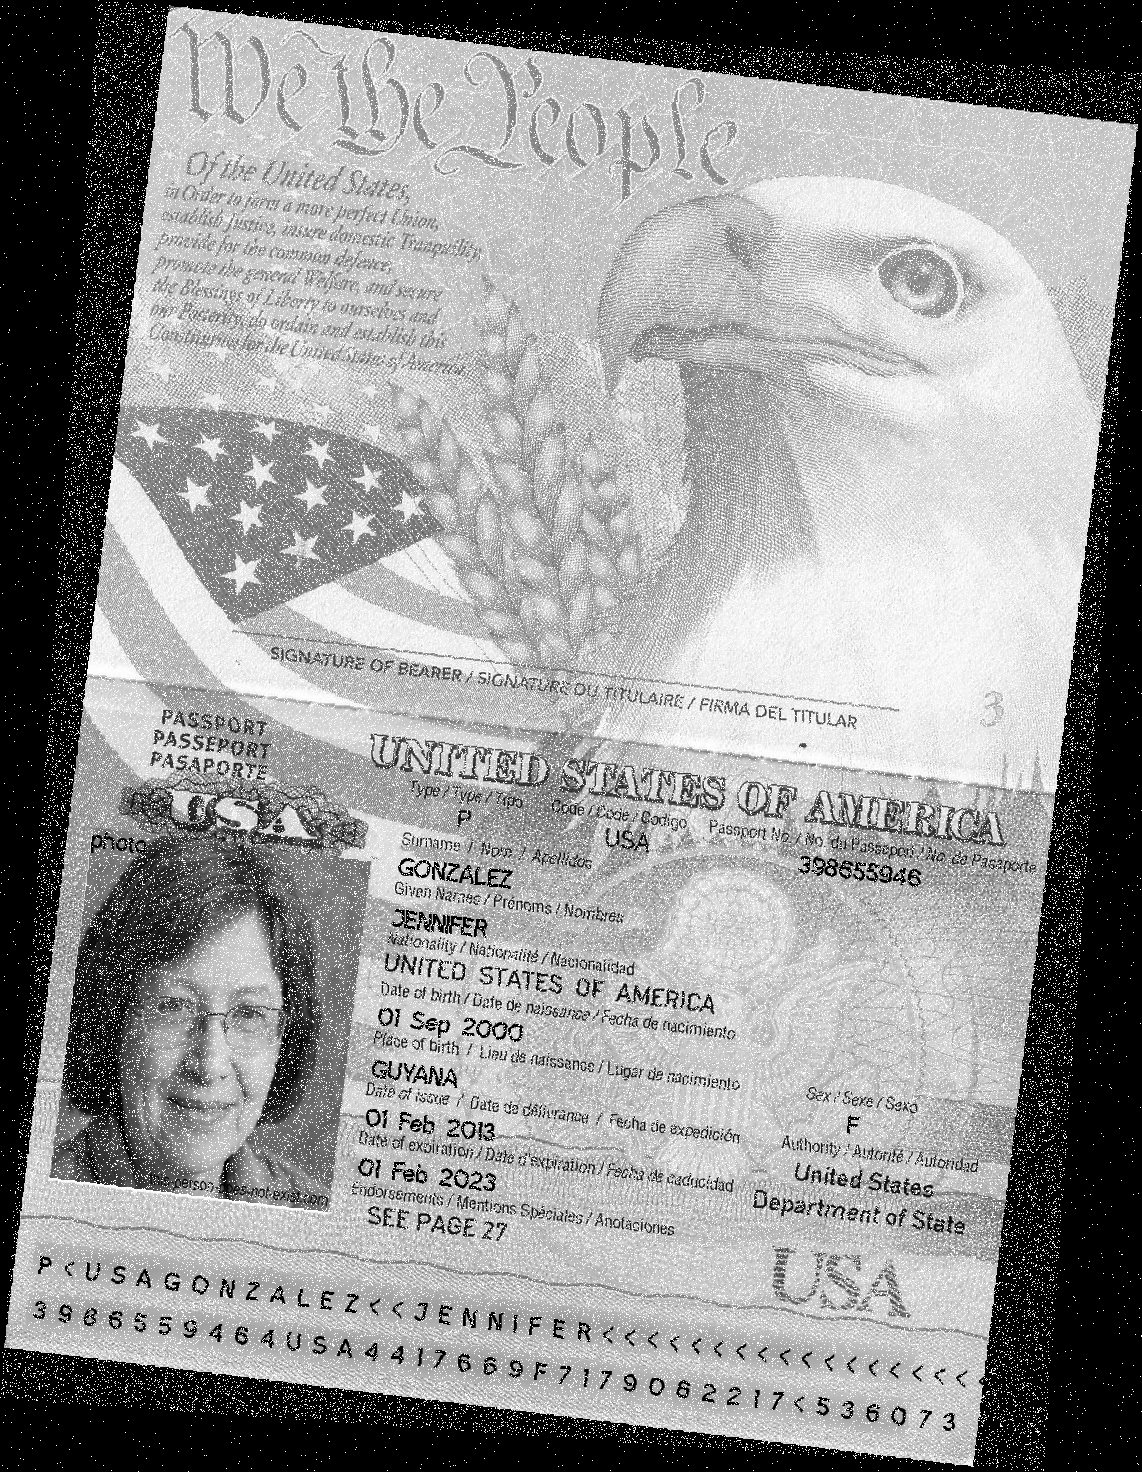 We the People
Of the United States,
in Order to form a more perfect Union,
establish Justice, insure domestic Tranquility,
provide for the common defence,
promote the general Welfare, and secure
the Blessings of Liberty to ourselves and
our Posterity, do ordain and establish this
Constitution for the United States of America.
SIGNATURE OF BEARER / SIGNATURE DU TITULAIRE / FIRMA DEL TITULAR
3
PASSPORT
PASSEPORT
PASAPORTE
USA
UNITED STATES OF AMERICA
Type / Type / Tipo Code / Code / Codigo Passport No. / No. du Passeport / No. de Pasaporte
P USA 398655946
photo
Surname / Nom / Apellidos
GONZALEZ
Given Names / Prénoms / Nombres
JENNIFER
Nationality / Nationalité / Nacionalidad
UNITED STATES OF AMERICA
Date of birth / Date de naissance / Fecha de nacimiento
01 Sep 2000
Place of birth / Lieu de naissance / Lugar de nacimiento
GUYANA
Sex / Sexe / Sexo
F
Date of issue / Date de délivrance / Fecha de expedición
01 Feb 2013
Authority / Autorité / Autoridad
United States
Department of State
Date of expiration / Date d'expiration / Fecha de caducidad
01 Feb 2023
Endorsements / Mentions Spéciales / Anotaciones
SEE PAGE 27
USA
P<USAGONZALEZ<<JENNIFER<<<<<<<<<<<<<<<<<<
3986559464USA4417669F7179062217<536073